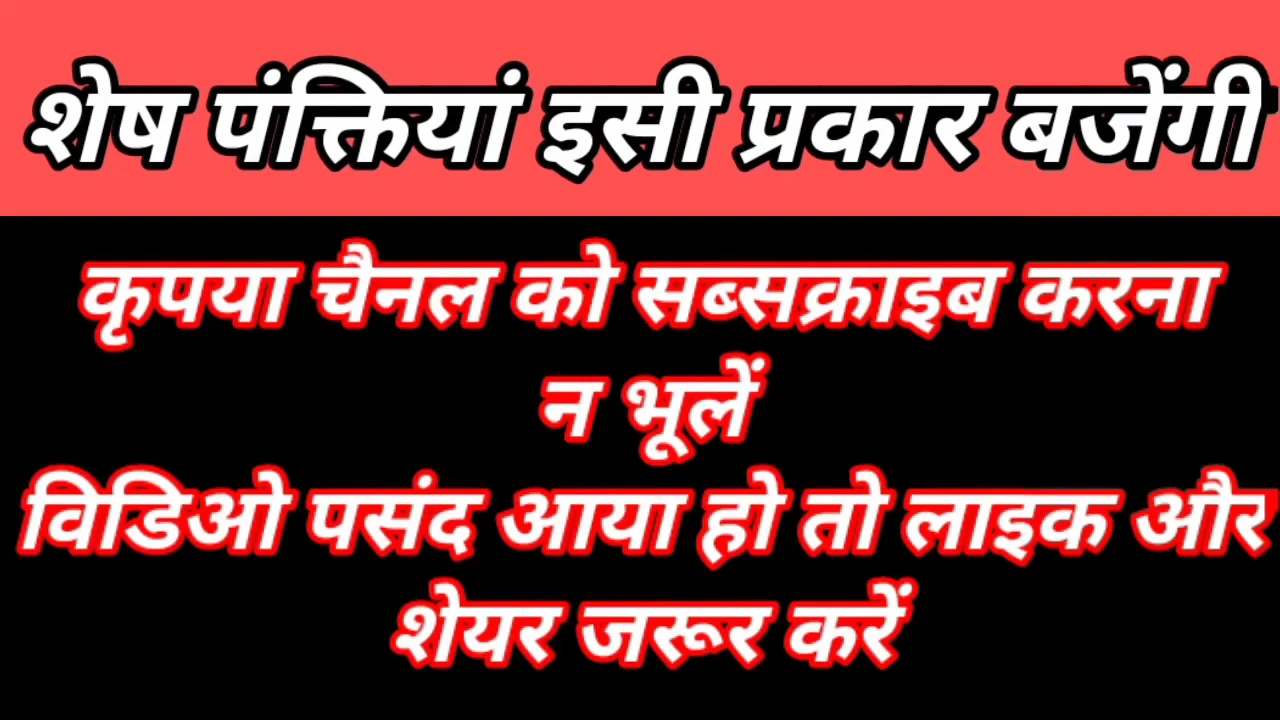 शेष पंक्तियां इसी प्रकार बजेंगी
कृपया चैनल को सब्सक्राइब करना
न भूलें
विडिओ पसंद आया हो तो लाइक और
शेयर जरूर करें